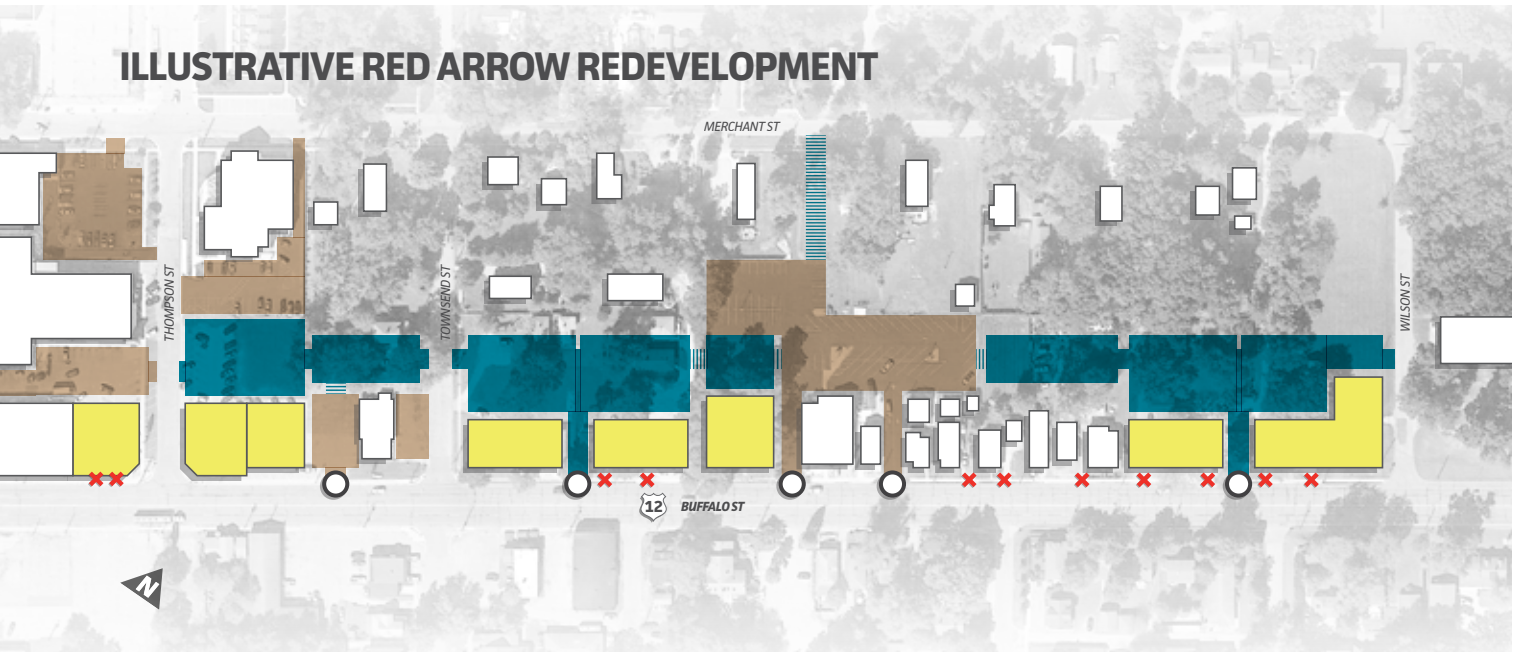 ILLUSTRATIVE RED ARROW REDEVELOPMENT
MERCHANT ST
THOMPSON ST
TOWNSEND ST
WILSON ST
12 BUFFALO ST
N